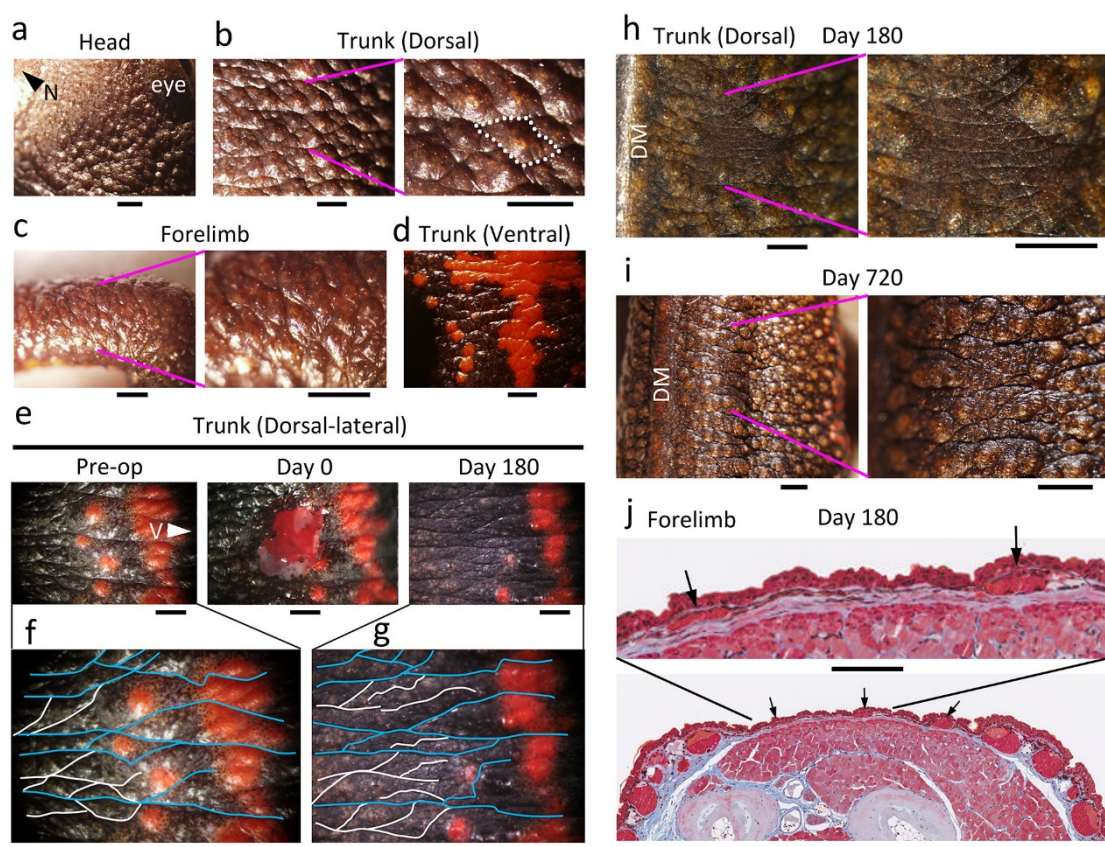 a
Head
N
eye
b
Trunk (Dorsal)
c
Forelimb
d
Trunk (Ventral)
e
Trunk (Dorsal-lateral)
Pre-op
Day 0
Day 180
V
f
g
h
Trunk (Dorsal)
Day 180
DM
i
Day 720
DM
j
Forelimb
Day 180